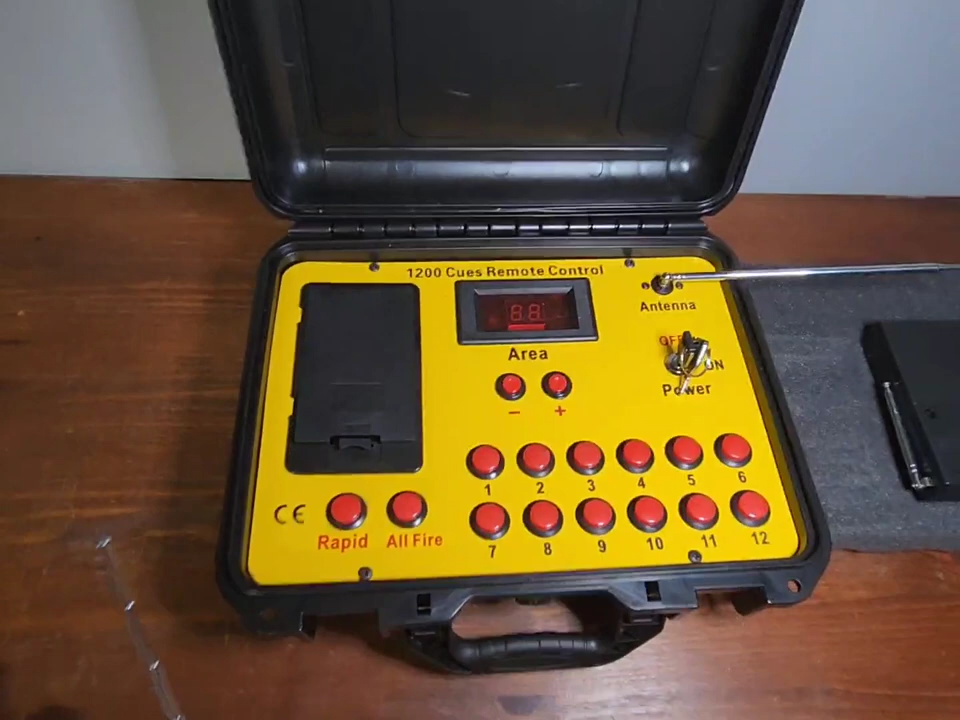 1200 Cues Remote Control
Antenna
Area
OFF
ON
Power
- +
1 2 3 4 5 6
CE
Rapid
All Fire
7 8 9 10 11 12